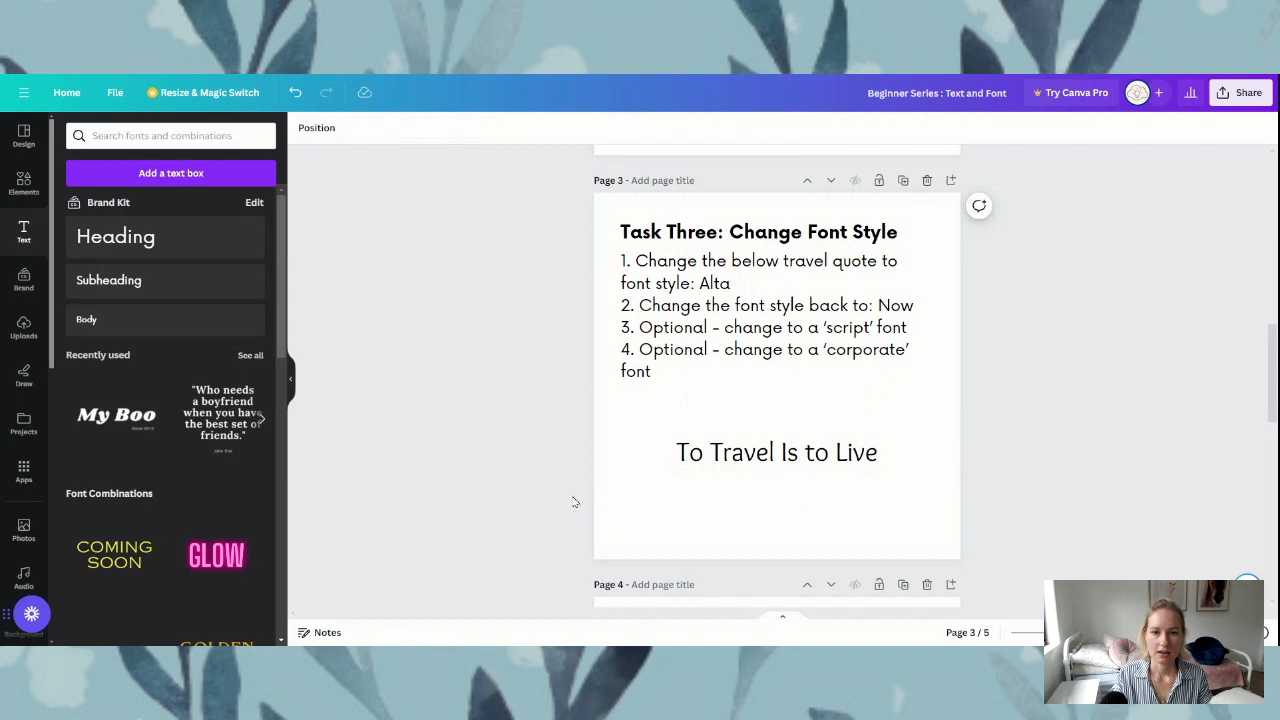 Home File Resize & Magic Switch Beginner Series : Text and Font Try Canva Pro + Share
Design
Elements
Text
Brand
Uploads
Draw
Projects
Apps
Photos
Audio
Background
Search fonts and combinations
Add a text box
Brand Kit Edit
Heading
Subheading
Body
Recently used See all
My Boo
"Who needs
a boyfriend
when you have
the best set of
friends."
Font Combinations
COMING
SOON
GLOW
GOLDEN
Position
Page 3 - Add page title
Task Three: Change Font Style
1. Change the below travel quote to
font style: Alta
2. Change the font style back to: Now
3. Optional - change to a ‘script’ font
4. Optional - change to a ‘corporate’
font
To Travel Is to Live
Page 4 - Add page title
Notes Page 3 / 5